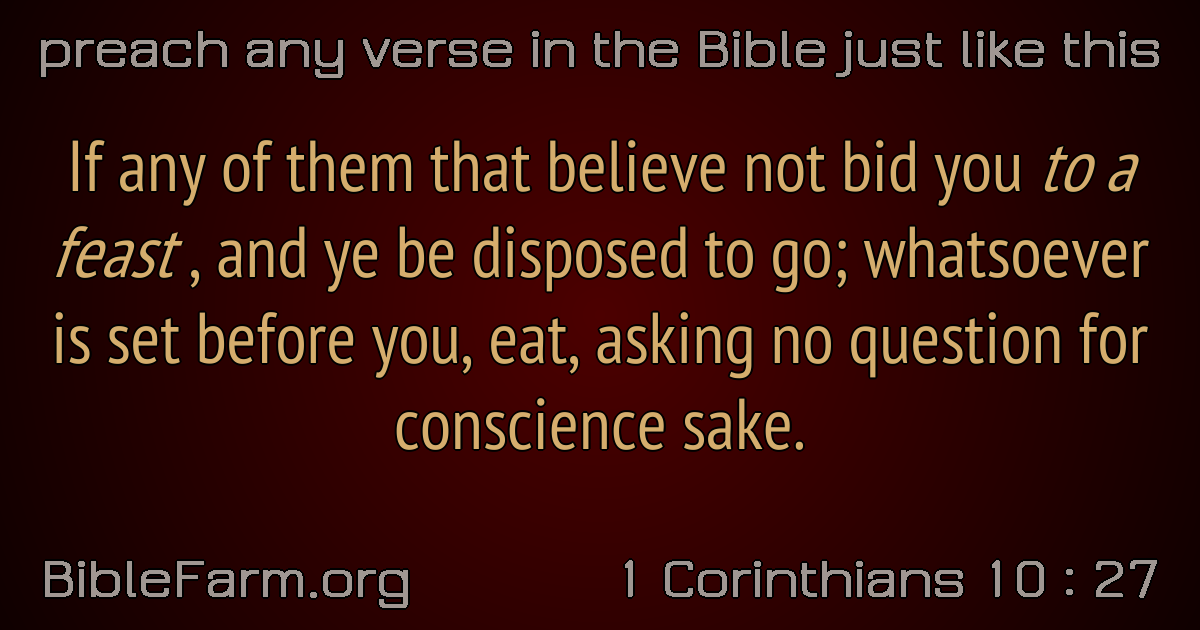 preach any verse in the Bible just like this
If any of them that believe not bid you to a
feast , and ye be disposed to go; whatsoever
is set before you, eat, asking no question for
conscience sake.
BibleFarm.org
1 Corinthians 10 : 27